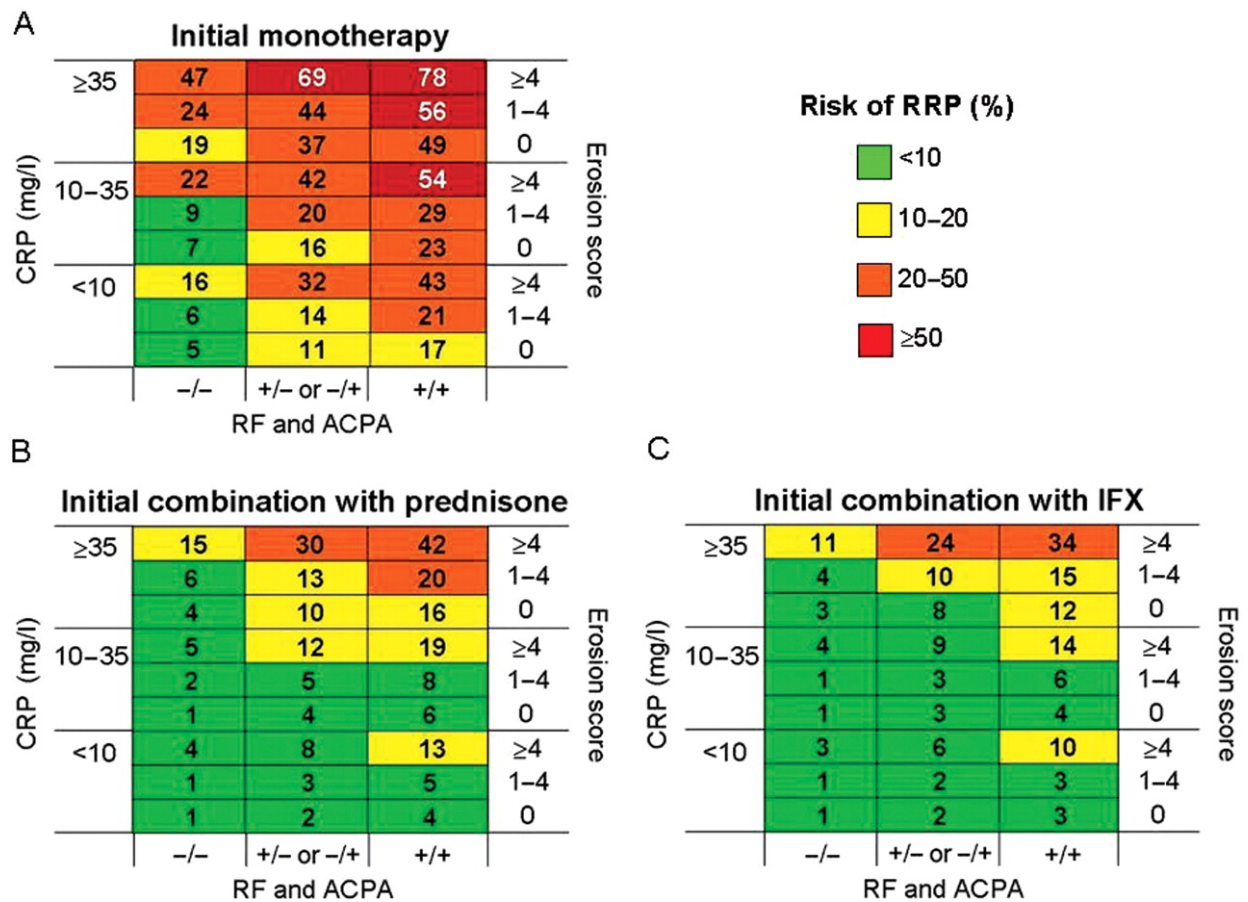 A
Initial monotherapy
≥35 47 69 78 ≥4
24 44 56 1–4
19 37 49 0
10–35 22 42 54 ≥4
9 20 29 1–4
7 16 23 0
<10 16 32 43 ≥4
6 14 21 1–4
5 11 17 0
CRP (mg/l)
Erosion score
–/– +/– or –/+ +/+
RF and ACPA
Risk of RRP (%)
<10
10–20
20–50
≥50
B
Initial combination with prednisone
≥35 15 30 42 ≥4
6 13 20 1–4
4 10 16 0
10–35 5 12 19 ≥4
2 5 8 1–4
1 4 6 0
<10 4 8 13 ≥4
1 3 5 1–4
1 2 4 0
CRP (mg/l)
Erosion score
–/– +/– or –/+ +/+
RF and ACPA
C
Initial combination with IFX
≥35 11 24 34 ≥4
4 10 15 1–4
3 8 12 0
10–35 4 9 14 ≥4
1 3 6 1–4
1 3 4 0
<10 3 6 10 ≥4
1 2 3 1–4
1 2 3 0
CRP (mg/l)
Erosion score
–/– +/– or –/+ +/+
RF and ACPA